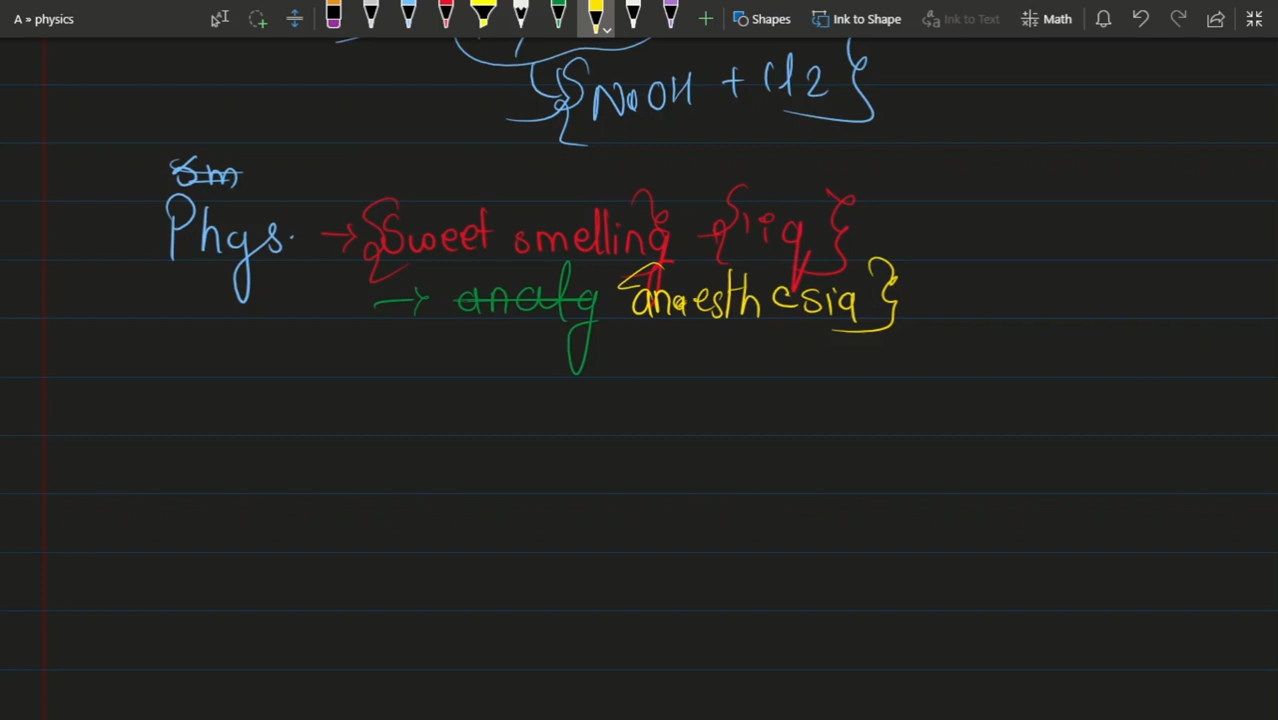 A » physics Shapes Ink to Shape Ink to Text Math
{NaOH + Cl2}
Sm
Phys. → {Sweet smelling} {liq}
→ analg {anaesthesia}